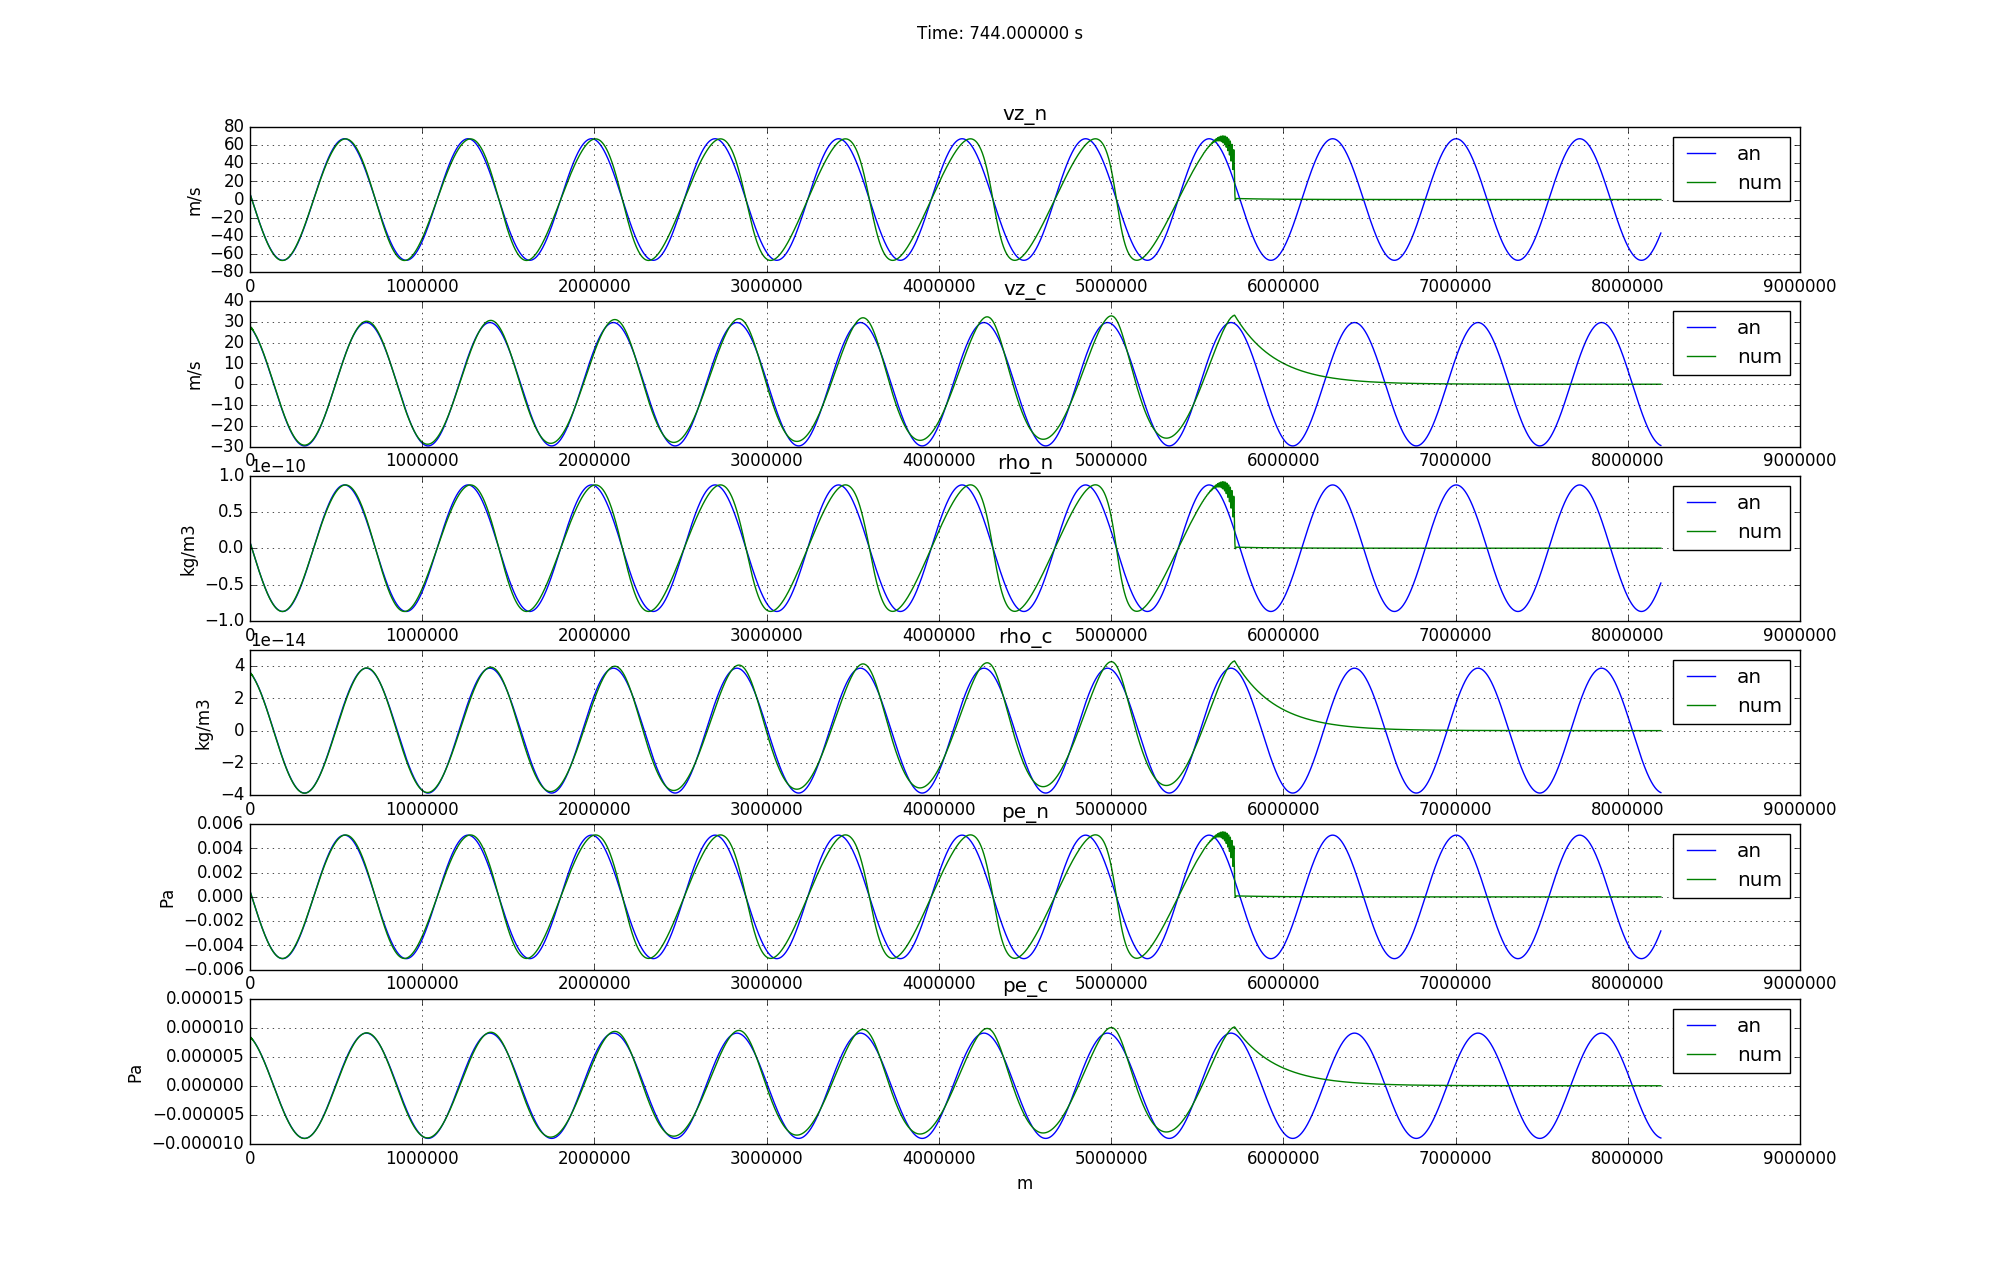 Time: 744.000000 s
vz_n
80
60
40
20
0
−20
−40
−60
−80
m/s
an
num
0 1000000 2000000 3000000 4000000 5000000 6000000 7000000 8000000 9000000
vz_c
40
30
20
10
0
−10
−20
−30
m/s
an
num
0 1000000 2000000 3000000 4000000 5000000 6000000 7000000 8000000 9000000
1e−10
rho_n
1.0
0.5
0.0
−0.5
−1.0
kg/m3
an
num
0 1000000 2000000 3000000 4000000 5000000 6000000 7000000 8000000 9000000
1e−14
rho_c
4
2
0
−2
−4
kg/m3
an
num
0 1000000 2000000 3000000 4000000 5000000 6000000 7000000 8000000 9000000
pe_n
0.006
0.004
0.002
0.000
−0.002
−0.004
−0.006
Pa
an
num
0 1000000 2000000 3000000 4000000 5000000 6000000 7000000 8000000 9000000
pe_c
0.000015
0.000010
0.000005
0.000000
−0.000005
−0.000010
Pa
an
num
0 1000000 2000000 3000000 4000000 5000000 6000000 7000000 8000000 9000000
m